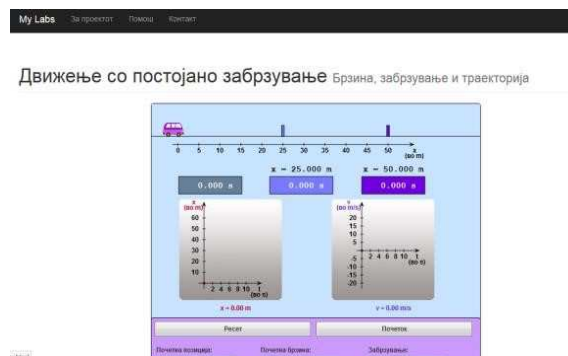 My Labs За проектот Помош Контакт
Движење со постојано забрзување Брзина, забрзување и траекторија
0 5 10 15 20 25 30 35 40 45 50 x
(во m)
x = 25.000 m x = 50.000 m
0.000 s 0.000 s 0.000 s
x
(во m)
60
50
40
30
20
10
2 4 6 8 10 t
(во s)
v
(во m/s)
20
15
10
5
2 4 6 8 10 t
(во s)
-5
-10
-15
-20
x = 0.00 m v = 0.00 m/s
Ресет Почеток
Почетна позиција: Почетна брзина: Забрзување: